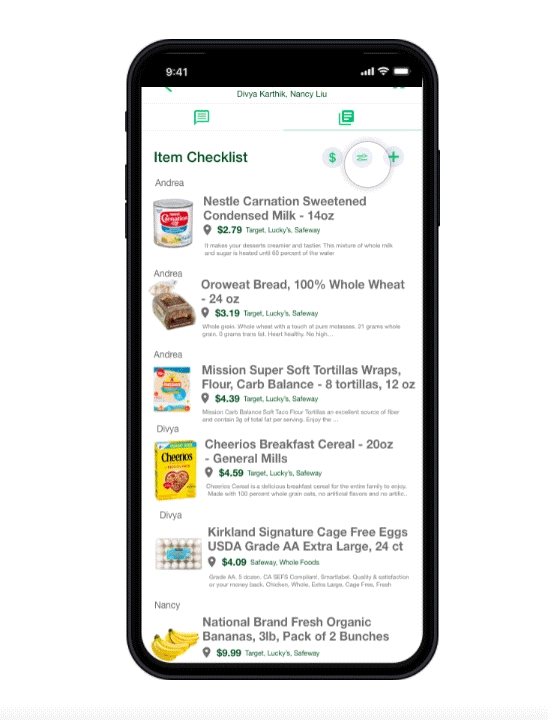 9:41
Divya Karthik, Nancy Liu
Item Checklist
$
Andrea
Nestle Carnation Sweetened
Condensed Milk - 14oz
$2.79 Target, Lucky's, Safeway
It makes your desserts creamier and tastier. This mixture of whole milk
and sugar is heated until 60 percent of the water
Carnation
Andrea
Oroweat Bread, 100% Whole Wheat
- 24 oz
$3.19 Target, Lucky's, Safeway
Whole grain. Whole wheat with a touch of pure molasses. 21 grams whole
grain. 0 grams trans fat. Heart healthy. No high...
Andrea
Mission Super Soft Tortillas Wraps,
Flour, Carb Balance - 8 tortillas, 12 oz
$4.39 Target, Lucky's, Safeway
Mission Carb Balance Soft Taco Flour Tortillas an excellent source of fiber
and contain 3g of total fat per serving. Enjoy the ...
Divya
Cheerios Breakfast Cereal - 20oz
- General Mills
$4.59 Target, Lucky's, Safeway
Cheerios Cereal is a delicious breakfast cereal for the entire family to enjoy.
Made with 100 percent whole grain oats, no artificial flavors and no artific..
Cheerios
Divya
Kirkland Signature Cage Free Eggs
USDA Grade AA Extra Large, 24 ct
$4.09 Safeway, Whole Foods
Grade AA. 5 dozen. CA SEFS Compliant. Smartlabel. Quality & satisfaction
or your money back. Chicken, Whole, Extra Large, Cage Free, Fresh
Nancy
National Brand Fresh Organic
Bananas, 3lb, Pack of 2 Bunches
$9.99 Target, Lucky's, Safeway